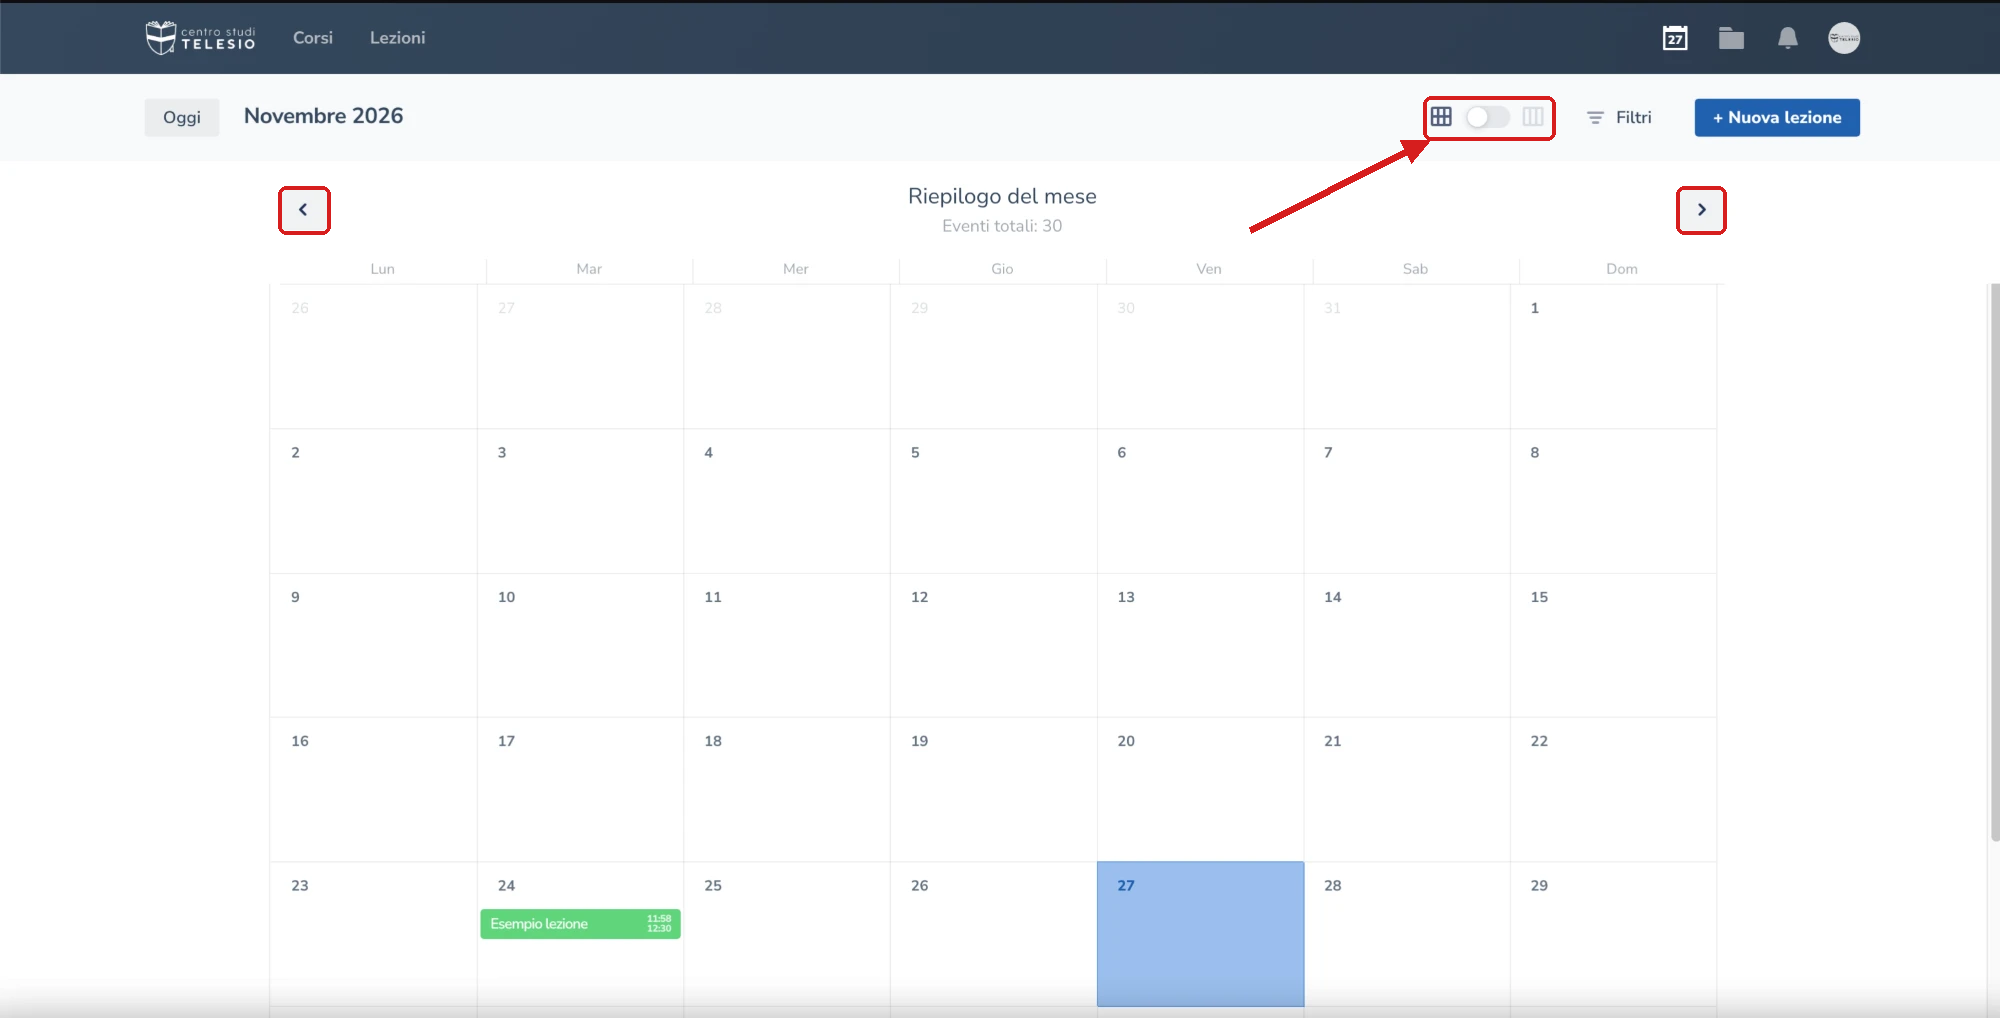 centro studi
TELESIO
Corsi
Lezioni
27
Oggi
Novembre 2026
Filtri
+ Nuova lezione
Riepilogo del mese
Eventi totali: 30
Lun Mar Mer Gio Ven Sab Dom
26 27 28 29 30 31 1
2 3 4 5 6 7 8
9 10 11 12 13 14 15
16 17 18 19 20 21 22
23 24 25 26 27 28 29
Esempio lezione 11:58
12:30